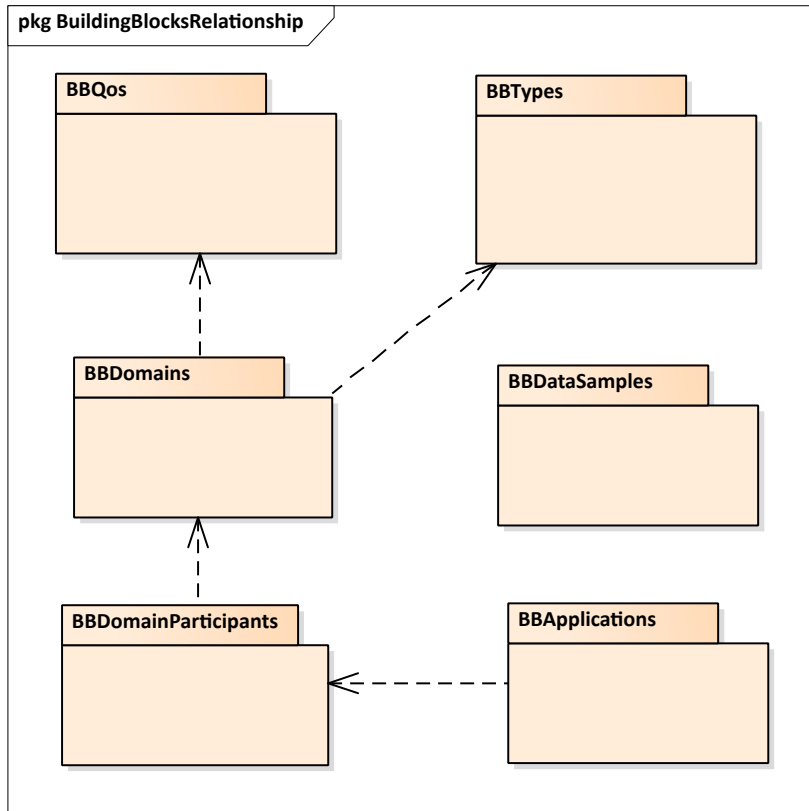 pkg BuildingBlocksRelationship
BBQos
BBTypes
BBDomains
BBDataSamples
BBDomainParticipants
BBApplications